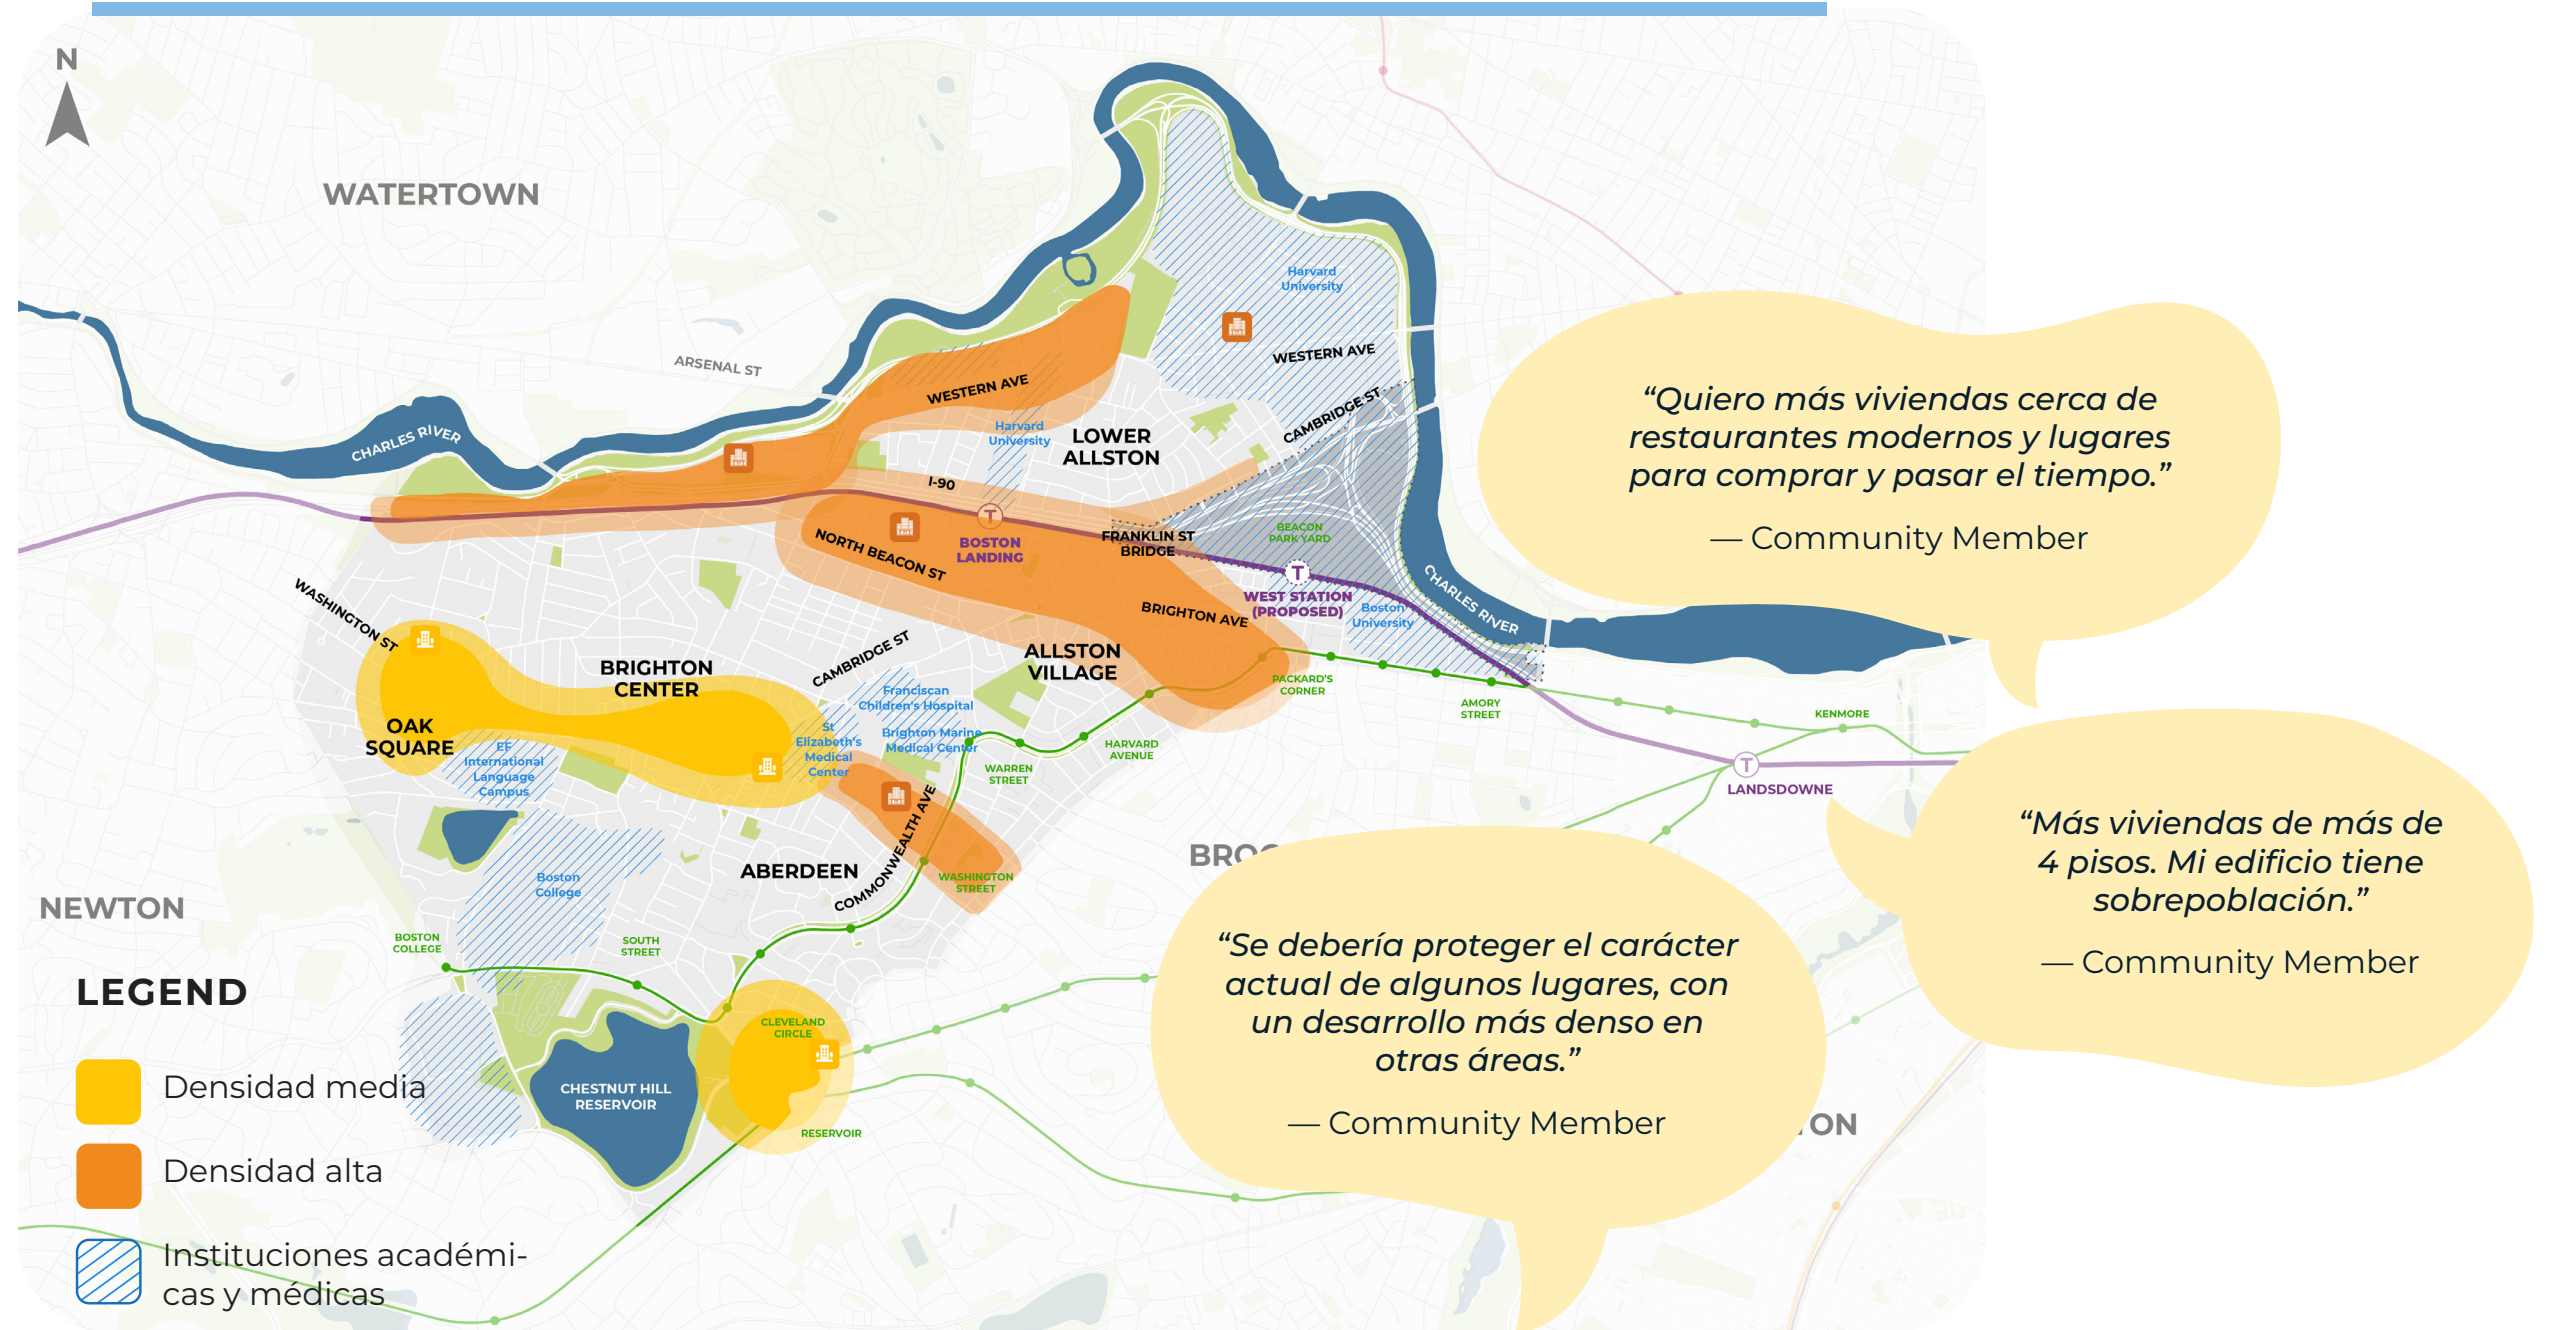 N
WATERTOWN
ARSENAL ST
CHARLES RIVER
Harvard
University
WESTERN AVE
WESTERN AVE
CAMBRIDGE ST
Harvard
University
LOWER
ALLSTON
I-90
T
BOSTON
LANDING
NORTH BEACON ST
FRANKLIN ST
BRIDGE
BEACON
PARK YARD
T
WEST STATION
(PROPOSED)
Boston
University
CHARLES RIVER
BRIGHTON AVE
WASHINGTON ST
BRIGHTON
CENTER
CAMBRIDGE ST
ALLSTON
VILLAGE
PACKARD'S
CORNER
AMORY
STREET
KENMORE
T
LANDSDOWNE
OAK
SQUARE
EF
International
Language
Campus
Franciscan
Children's Hospital
St
Elizabeth's
Medical
Center
Brighton Marine
Medical Center
WARREN
STREET
HARVARD
AVENUE
COMMONWEALTH AVE
WASHINGTON
STREET
ABERDEEN
Boston
College
NEWTON
BOSTON
COLLEGE
SOUTH
STREET
CLEVELAND
CIRCLE
CHESTNUT HILL
RESERVOIR
RESERVOIR
BROO
ON
“Quiero más viviendas cerca de
restaurantes modernos y lugares
para comprar y pasar el tiempo.”
— Community Member
“Más viviendas de más de
4 pisos. Mi edificio tiene
sobrepoblación.”
— Community Member
“Se debería proteger el carácter
actual de algunos lugares, con
un desarrollo más denso en
otras áreas.”
— Community Member
LEGEND
Densidad media
Densidad alta
Instituciones académi-
cas y médicas